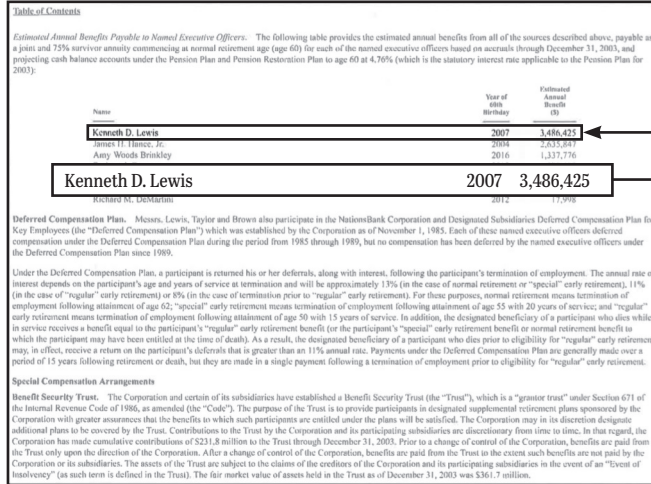 Table of Contents
Estimated Annual Benefits Payable to Named Executive Officers. The following table provides the estimated annual benefits from all of the sources described above, payable as
a joint and 75% survivor annuity commencing at normal retirement age (age 60) for each of the named executive officers based on accruals through December 31, 2003, and
projecting cash balance accounts under the Pension Plan and Pension Restoration Plan to age 60 at 4.76% (which is the statutory interest rate applicable to the Pension Plan for
2003):
Name Year of 60th Birthday Estimated Annual Benefit ($)
Kenneth D. Lewis 2007 3,486,425
James H. Hance, Jr. 2004 2,635,847
Amy Woods Brinkley 2016 1,337,776
Kenneth D. Lewis 2007 3,486,425
Richard M. DeMartini 2012 17,998
Deferred Compensation Plan. Messrs. Lewis, Taylor and Brown also participate in the NationsBank Corporation and Designated Subsidiaries Deferred Compensation Plan for
Key Employees (the "Deferred Compensation Plan") which was established by the Corporation as of November 1, 1985. Each of these named executive officers deferred
compensation under the Deferred Compensation Plan during the period from 1985 through 1989, but no compensation has been deferred by the named executive officers under
the Deferred Compensation Plan since 1989.
Under the Deferred Compensation Plan, a participant is returned his or her deferrals, along with interest, following the participant's termination of employment. The annual rate of
interest depends on the participant's age and years of service at termination and will be approximately 13% (in the case of normal retirement or "special" early retirement), 11%
(in the case of "regular" early retirement) or 8% (in the case of termination prior to "regular" early retirement). For these purposes, normal retirement means termination of
employment following attainment of age 62; "special" early retirement means termination of employment following attainment of age 55 with 20 years of service; and "regular"
early retirement means termination of employment following attainment of age 50 with 15 years of service. In addition, the designated beneficiary of a participant who dies while
in service receives a benefit equal to the participant's "regular" early retirement benefit (or the participant's "special" early retirement benefit or normal retirement benefit to
which the participant may have been entitled at the time of death). As a result, the designated beneficiary of a participant who dies prior to eligibility for "regular" early retirement
may, in effect, receive a return on the participant's deferrals that is greater than an 11% annual rate. Payments under the Deferred Compensation Plan are generally made over a
period of 15 years following retirement or death, but they are made in a single payment following a termination of employment prior to eligibility for "regular" early retirement.
Special Compensation Arrangements
Benefit Security Trust. The Corporation and certain of its subsidiaries have established a Benefit Security Trust (the "Trust"), which is a "grantor trust" under Section 671 of
the Internal Revenue Code of 1986, as amended (the "Code"). The purpose of the Trust is to provide participants in designated supplemental retirement plans sponsored by the
Corporation with greater assurances that the benefits to which such participants are entitled under the plans will be satisfied. The Corporation may in its discretion designate
additional plans to be covered by the Trust. Contributions to the Trust by the Corporation and its participating subsidiaries are discretionary from time to time. In that regard, the
Corporation has made cumulative contributions of $231.8 million to the Trust through December 31, 2003. Prior to a change of control of the Corporation, benefits are paid from
the Trust only upon the direction of the Corporation. After a change of control of the Corporation, benefits are paid from the Trust to the extent such benefits are not paid by the
Corporation or its subsidiaries. The assets of the Trust are subject to the claims of the creditors of the Corporation and its participating subsidiaries in the event of an "Event of
Insolvency" (as such term is defined in the Trust). The fair market value of assets held in the Trust as of December 31, 2003 was $361.7 million.